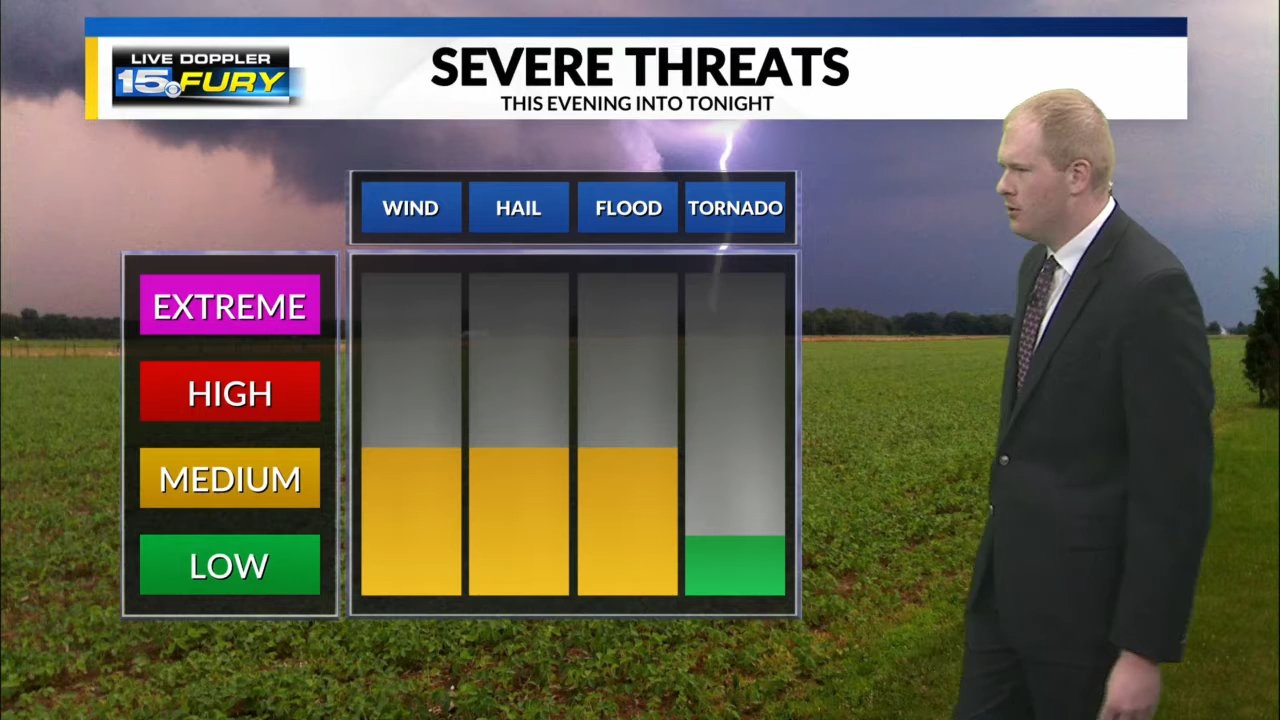 LIVE DOPPLER
15 FURY
SEVERE THREATS
THIS EVENING INTO TONIGHT
WIND HAIL FLOOD TORNADO
EXTREME
HIGH
MEDIUM
LOW